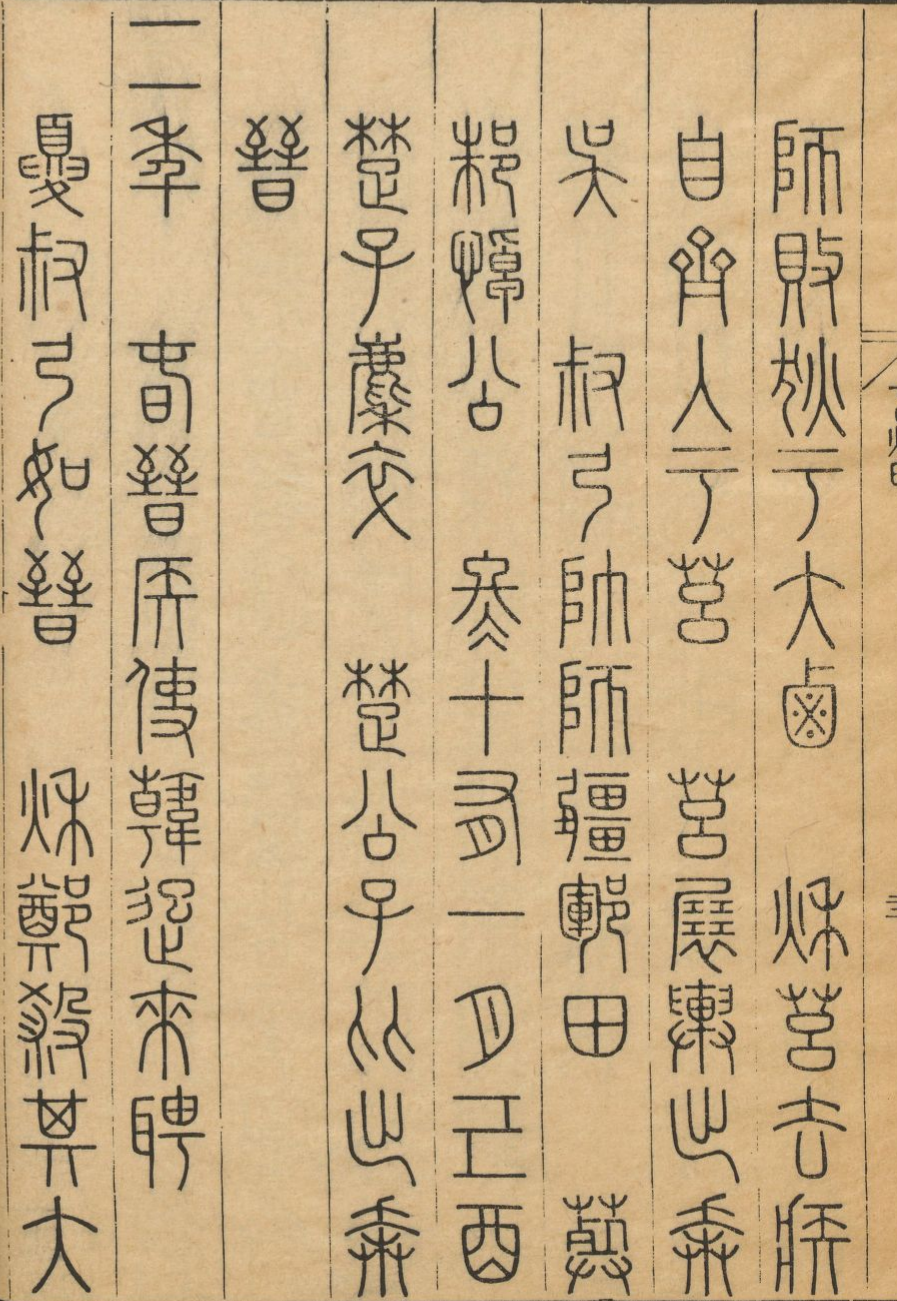 師敗狄于大鹵　秋莒去疾
自齊入于莒　莒展輿出奔
吳　叔弓帥師疆鄆田　葬
邾悼公　冬十有一月己酉
楚子麇卒　楚公子比出奔
晉
二年　春晉侯使韓起來聘
夏叔弓如晉　秋鄭殺其大